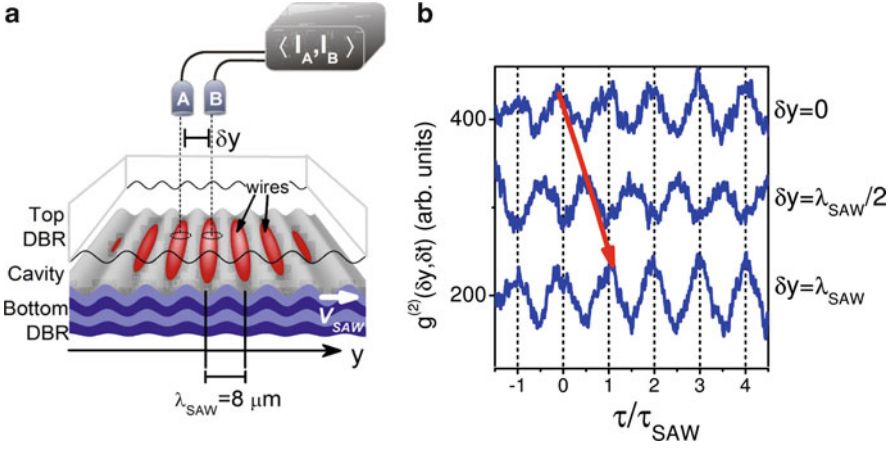 a
⟨ I_A, I_B ⟩
A B
δy
wires
Top
DBR
Cavity
Bottom
DBR
V_SAW
y
λ_SAW=8 μm
b
g^(2)(δy,δt) (arb. units)
400
200
δy=0
δy=λ_SAW/2
δy=λ_SAW
-1 0 1 2 3 4
τ/τ_SAW